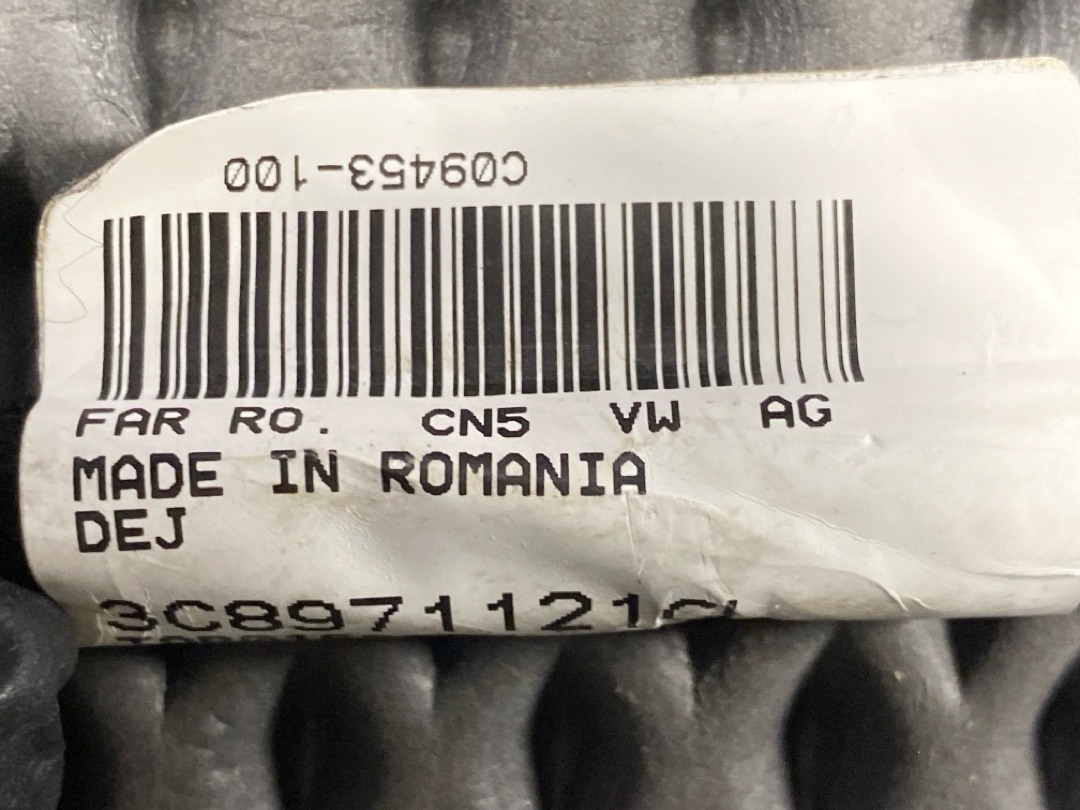 C09453-100
FAR RO. CN5 VW AG
MADE IN ROMANIA
DEJ